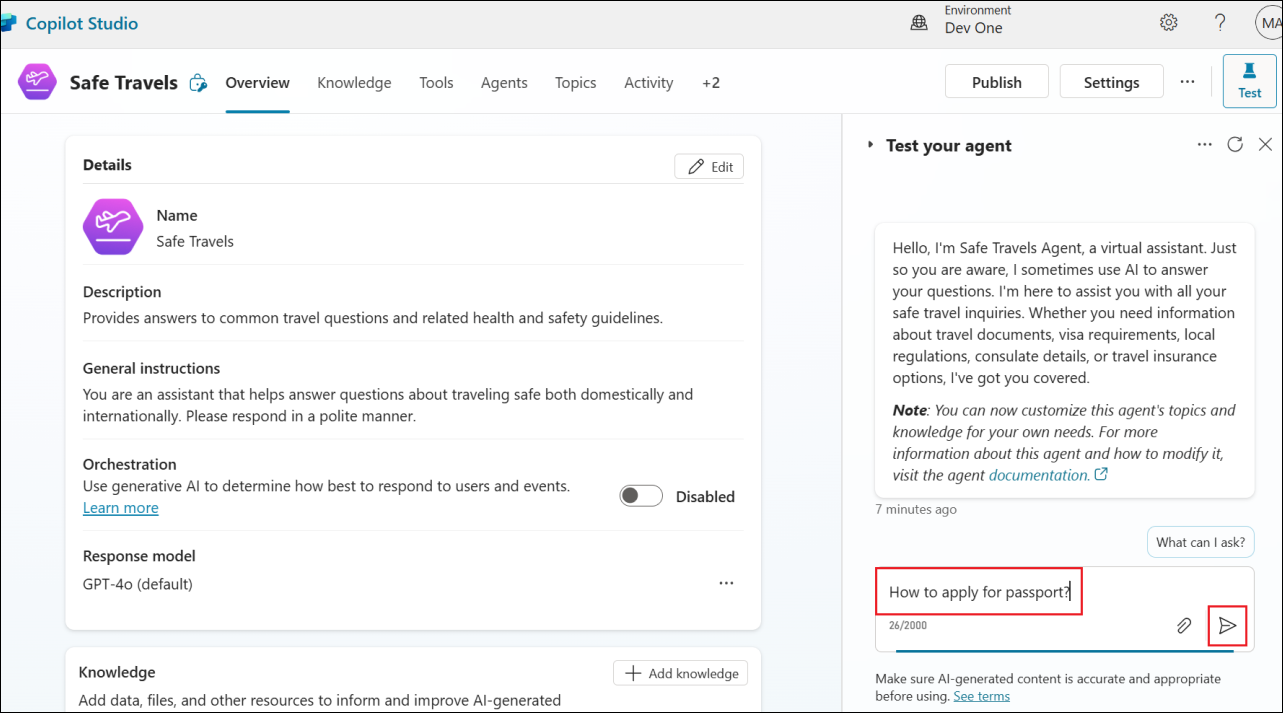 Copilot Studio
Environment
Dev One
?
MA
Safe Travels
Overview
Knowledge
Tools
Agents
Topics
Activity
+2
Publish
Settings
...
Test
Details
Edit
Name
Safe Travels
Description
Provides answers to common travel questions and related health and safety guidelines.
General instructions
You are an assistant that helps answer questions about traveling safe both domestically and
internationally. Please respond in a polite manner.
Orchestration
Use generative AI to determine how best to respond to users and events.
Learn more
Disabled
Response model
GPT-4o (default)
...
Knowledge
Add knowledge
Add data, files, and other resources to inform and improve AI-generated
Test your agent
...
Hello, I'm Safe Travels Agent, a virtual assistant. Just
so you are aware, I sometimes use AI to answer
your questions. I'm here to assist you with all your
safe travel inquiries. Whether you need information
about travel documents, visa requirements, local
regulations, consulate details, or travel insurance
options, I've got you covered.
Note: You can now customize this agent's topics and
knowledge for your own needs. For more
information about this agent and how to modify it,
visit the agent documentation.
7 minutes ago
What can I ask?
How to apply for passport?
26/2000
Make sure AI-generated content is accurate and appropriate
before using. See terms